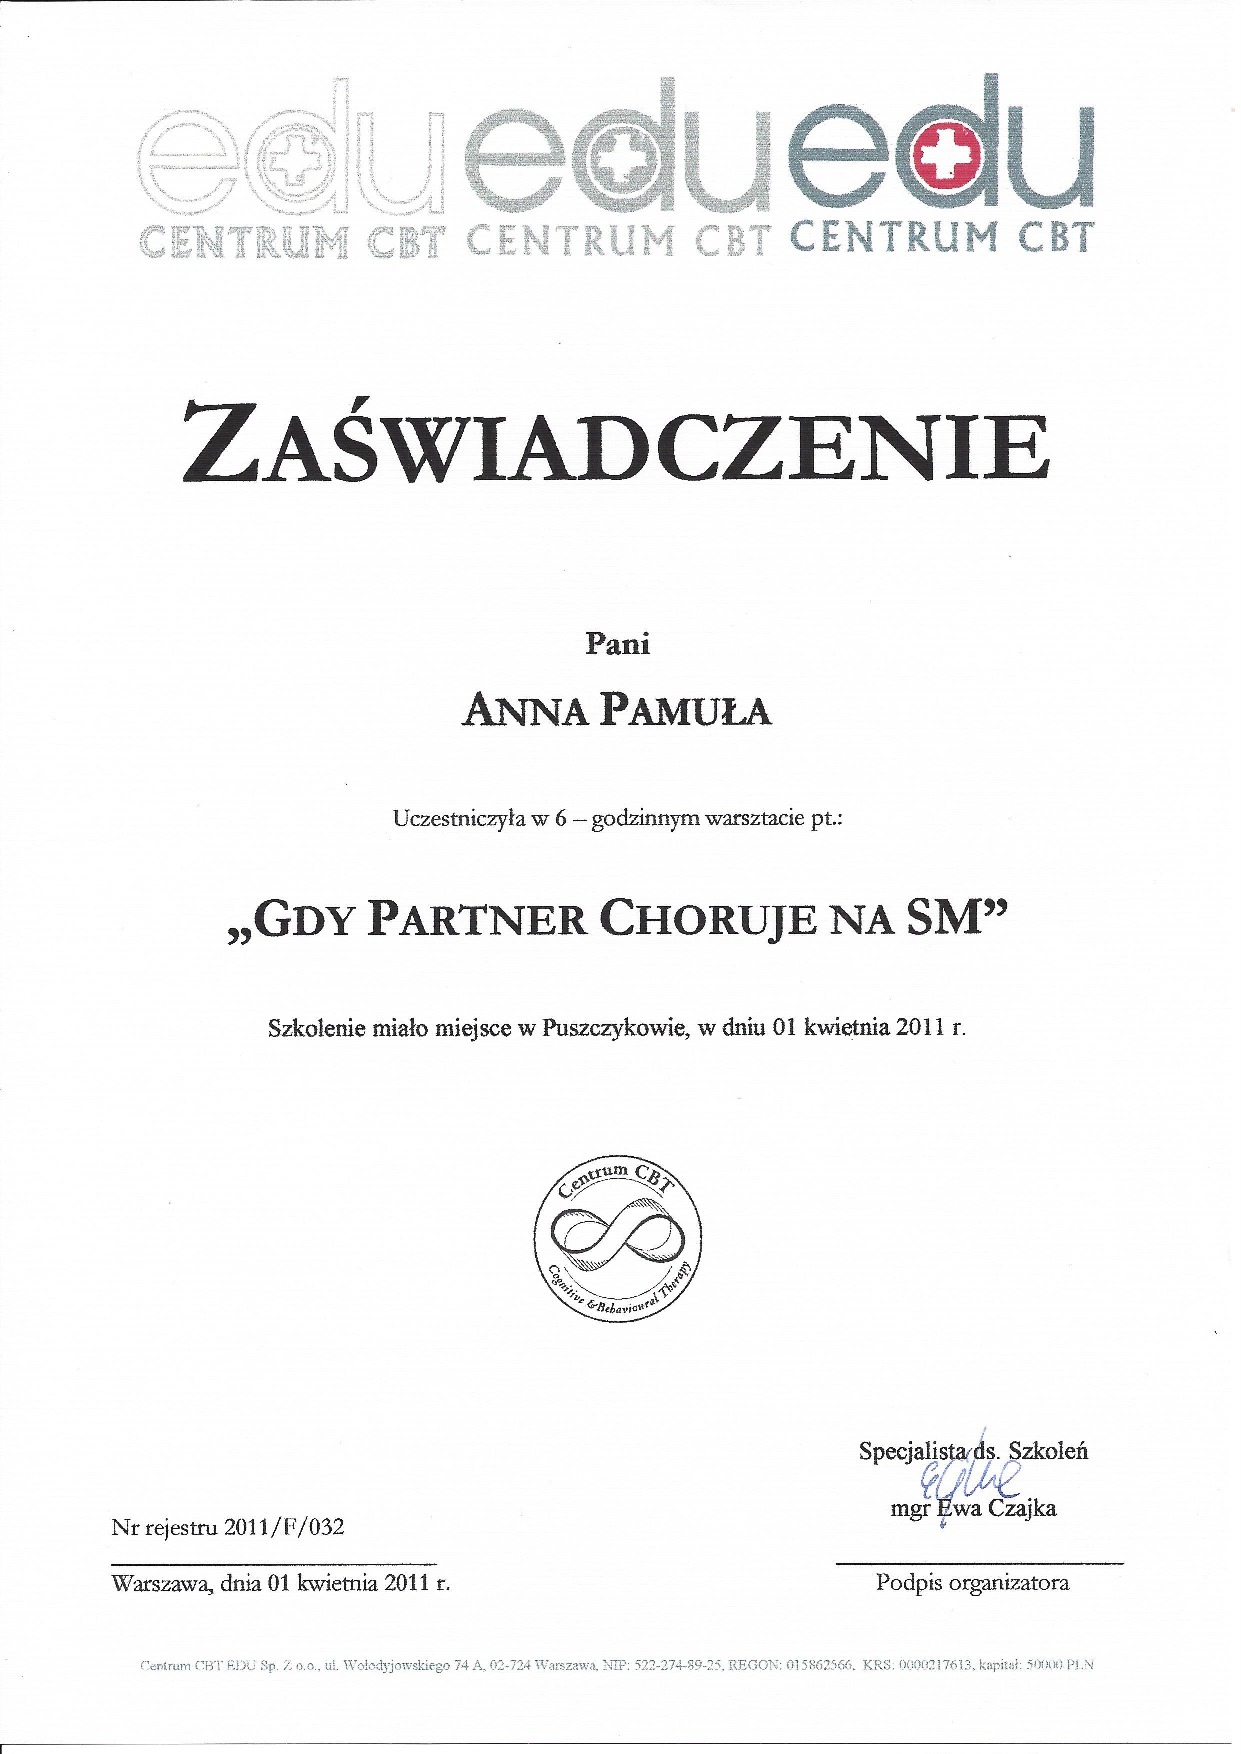 edu edu edu
CENTRUM CBT CENTRUM CBT CENTRUM CBT
ZAŚWIADCZENIE
Pani
ANNA PAMUŁA
Uczestniczyła w 6 – godzinnym warsztacie pt.:
„GDY PARTNER CHORUJE NA SM”
Szkolenie miało miejsce w Puszczykowie, w dniu 01 kwietnia 2011 r.
Centrum CBT
Cognitive & Behavioural Therapy
Specjalista ds. Szkoleń
mgr Ewa Czajka
Nr rejestru 2011/F/032
Warszawa, dnia 01 kwietnia 2011 r.
Podpis organizatora
Centrum CBT EDU Sp. Z o.o., ul. Wołodyjowskiego 74 A, 02-724 Warszawa, NIP: 522-274-89-25, REGON: 015862566, KRS: 0000217613, kapitał: 50000 PLN